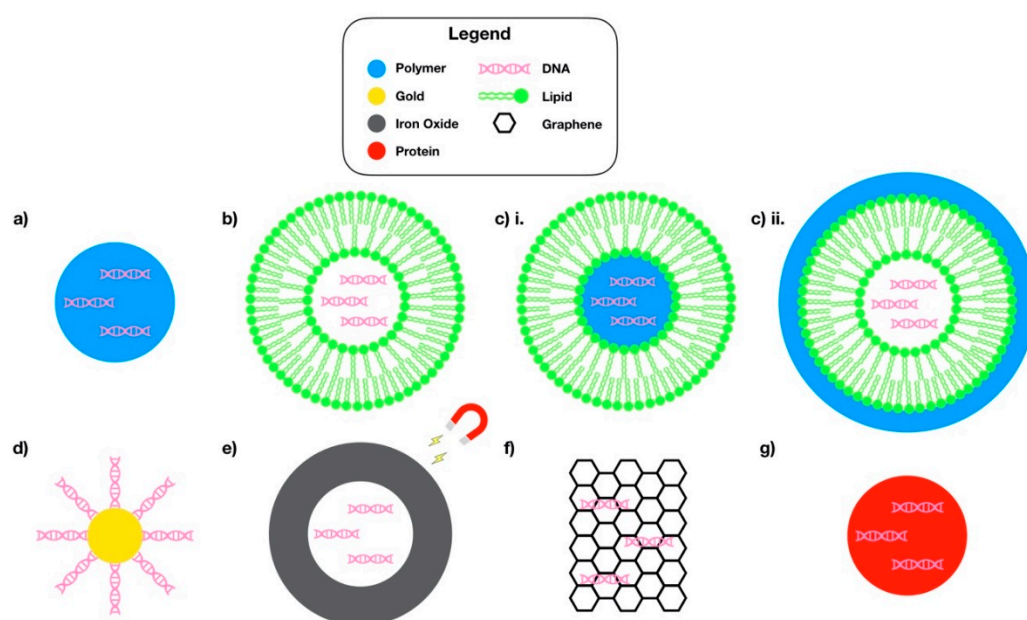 Legend
Polymer
DNA
Gold
Lipid
Iron Oxide
Graphene
Protein
a)
b)
c) i.
c) ii.
d)
e)
f)
g)